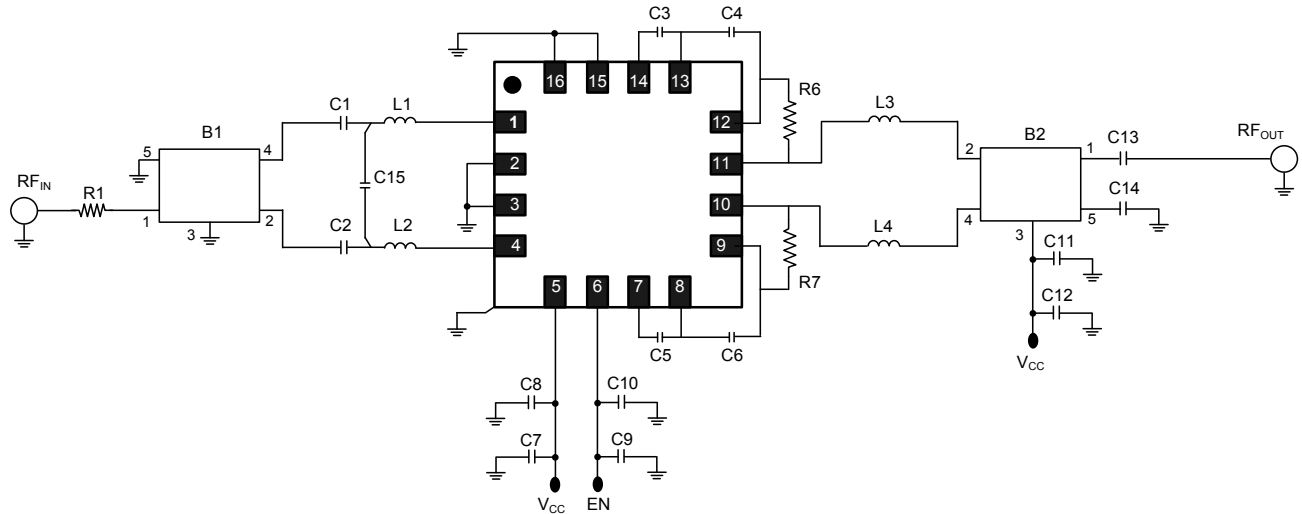 C3 C4
16 15 14 13
R6
C1 L1 1 12 L3
B1 B2
5 4 2 11 2 1 C13 RF_OUT
C15
RF_IN R1 3 10 C14
1 3 2 4 3 5
C2 L2 4 9 L4 C11
R7
5 6 7 8
C12
C5 C6
V_CC
C8 C10
C7 C9
V_CC EN